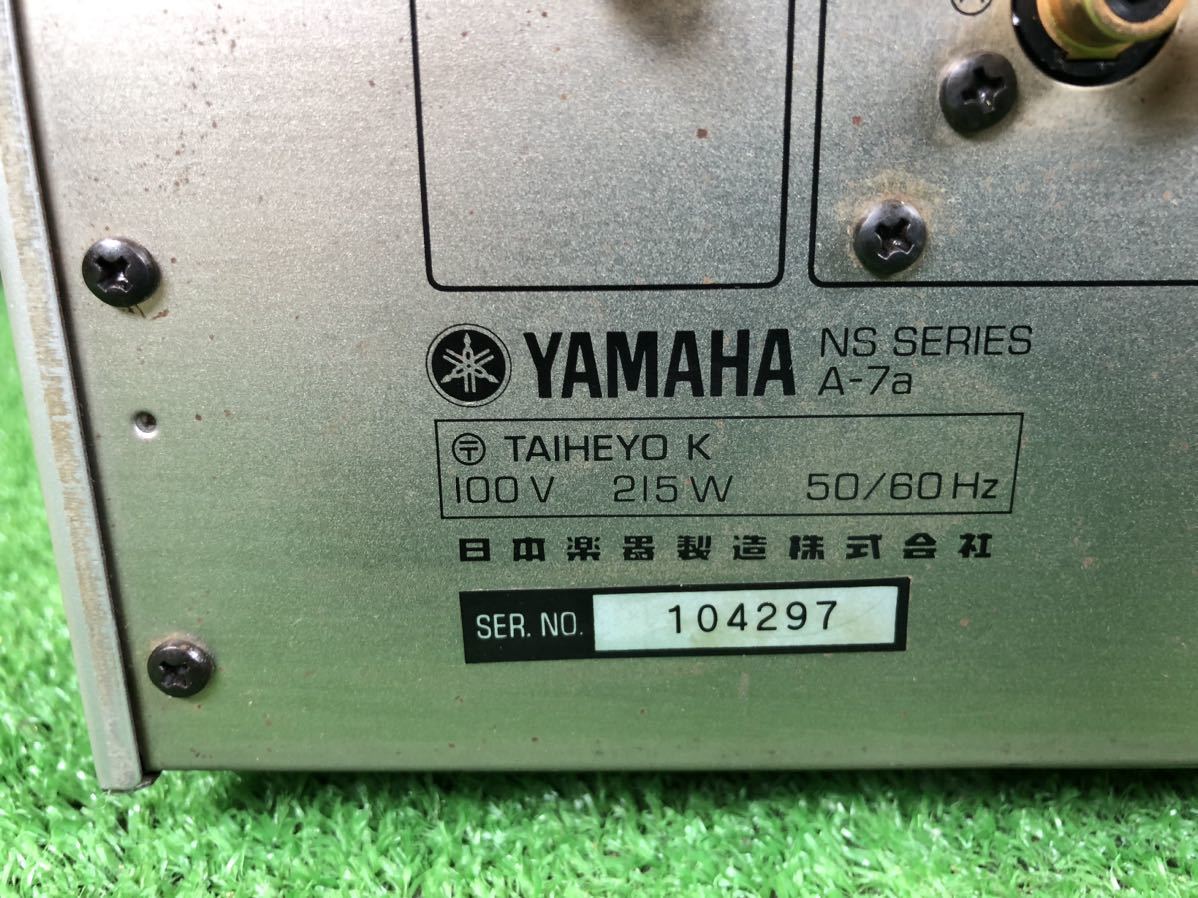 YAMAHA NS SERIES
A-7a
〒 TAIHEYO K
100V 215W 50/60Hz
日本楽器製造株式会社
SER. NO. 104297